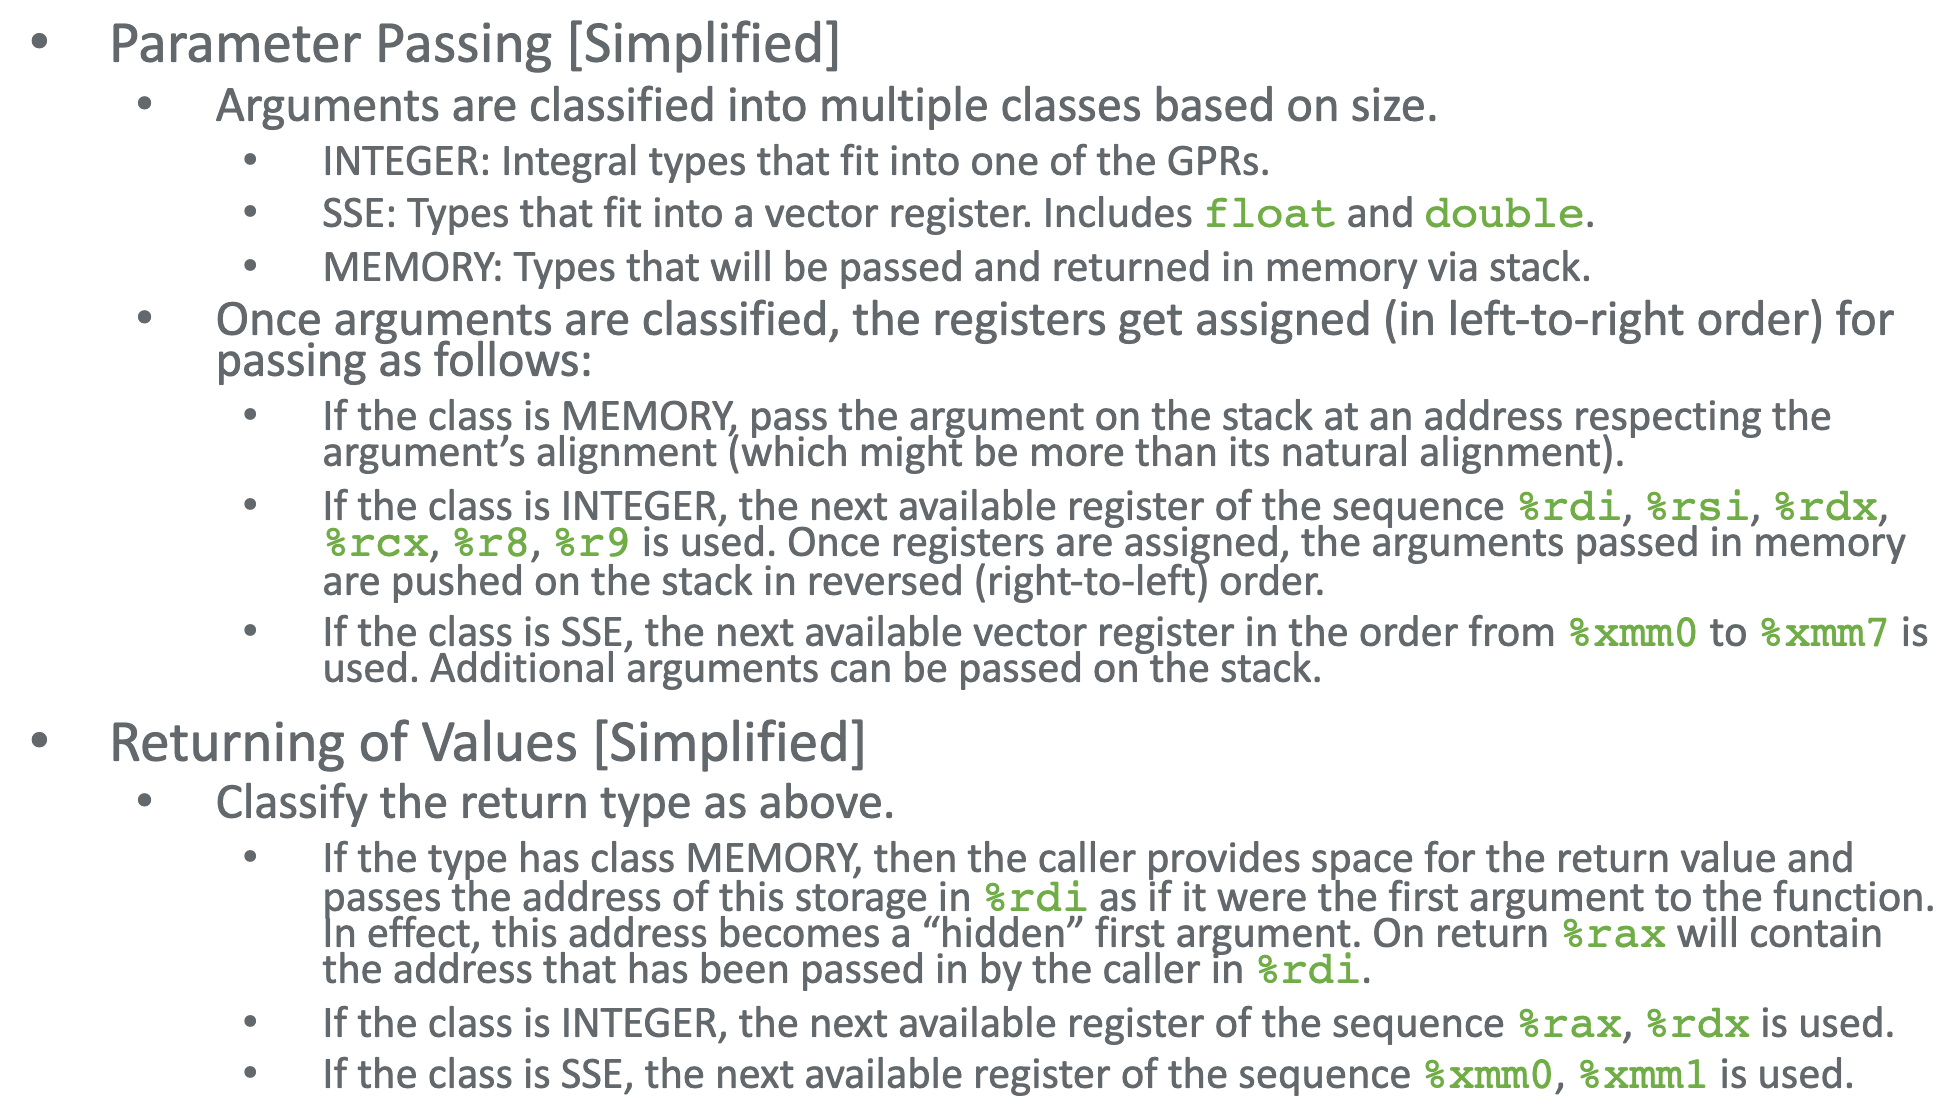 • Parameter Passing [Simplified]
• Arguments are classified into multiple classes based on size.
• INTEGER: Integral types that fit into one of the GPRs.
• SSE: Types that fit into a vector register. Includes float and double.
• MEMORY: Types that will be passed and returned in memory via stack.
• Once arguments are classified, the registers get assigned (in left-to-right order) for
passing as follows:
• If the class is MEMORY, pass the argument on the stack at an address respecting the
argument’s alignment (which might be more than its natural alignment).
• If the class is INTEGER, the next available register of the sequence %rdi, %rsi, %rdx,
%rcx, %r8, %r9 is used. Once registers are assigned, the arguments passed in memory
are pushed on the stack in reversed (right-to-left) order.
• If the class is SSE, the next available vector register in the order from %xmm0 to %xmm7 is
used. Additional arguments can be passed on the stack.
• Returning of Values [Simplified]
• Classify the return type as above.
• If the type has class MEMORY, then the caller provides space for the return value and
passes the address of this storage in %rdi as if it were the first argument to the function.
In effect, this address becomes a “hidden” first argument. On return %rax will contain
the address that has been passed in by the caller in %rdi.
• If the class is INTEGER, the next available register of the sequence %rax, %rdx is used.
• If the class is SSE, the next available register of the sequence %xmm0, %xmm1 is used.